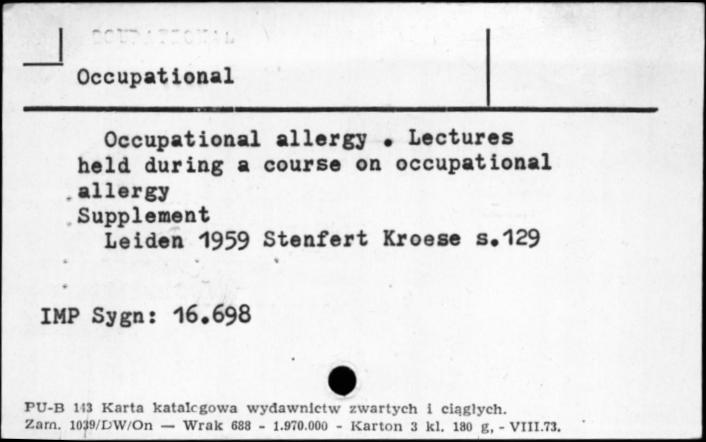 OCCUPATIONAL
Occupational
Occupational allergy . Lectures
held during a course on occupational
allergy
Supplement
Leiden 1959 Stenfert Kroese s.129
IMP Sygn: 16.698
PU-B 143 Karta katalogowa wydawnictw zwartych i ciągłych.
Zam. 1039/DW/On — Wrak 688 - 1.970.000 - Karton 3 kl. 180 g, - VIII.73.